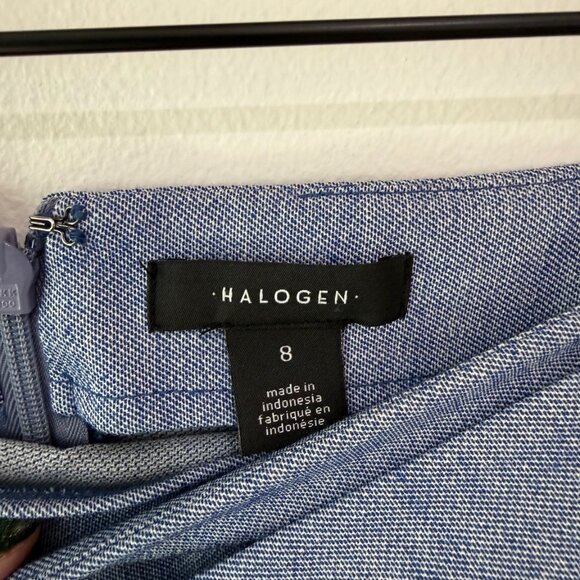 ·HALOGEN·
8
made in
indonesia
fabriqué en
indonésie